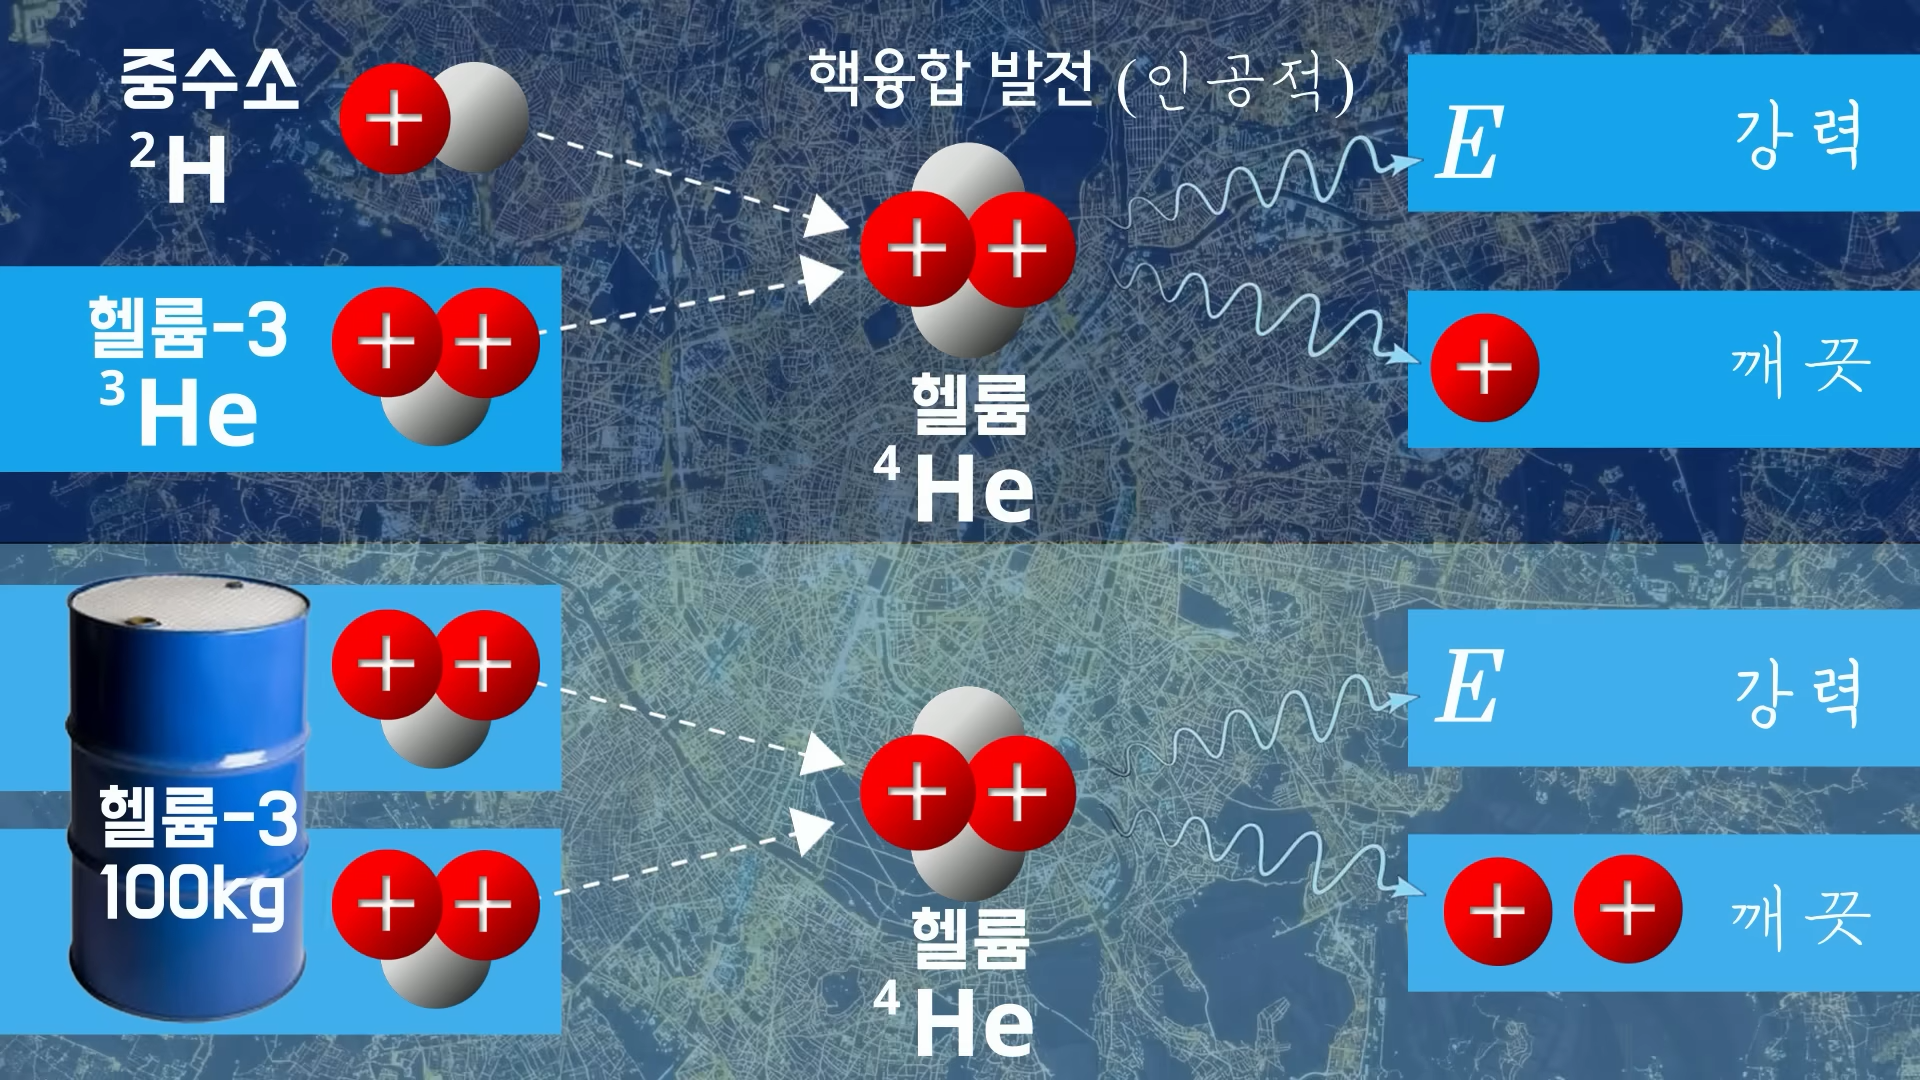 중수소
²H
핵융합 발전 (인공적)
E 강력
헬륨-3
³He
+ 깨끗
헬륨
⁴He
헬륨-3
100kg
E 강력
+ + 깨끗
헬륨
⁴He